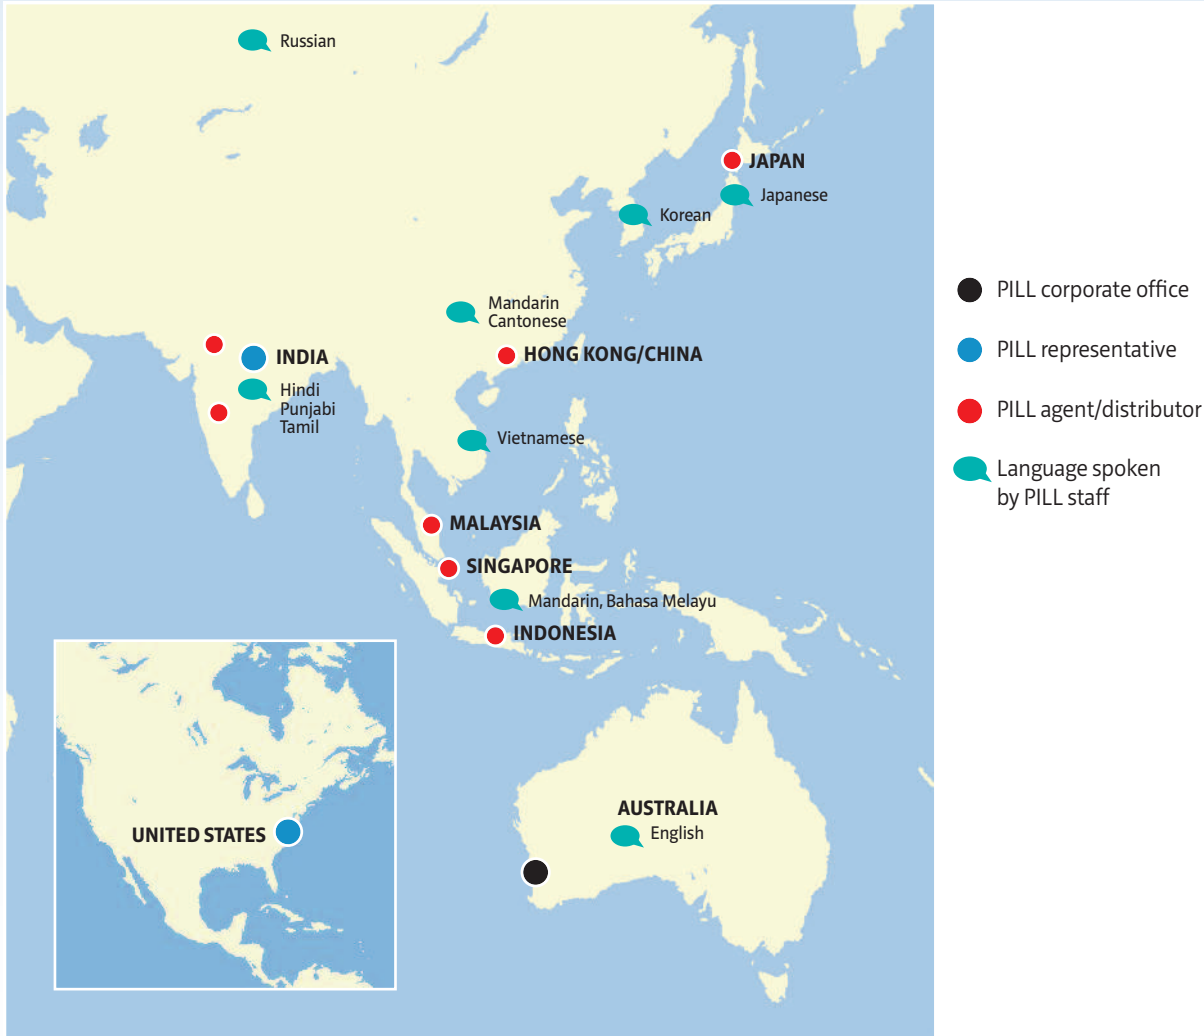 Russian
JAPAN
Japanese
Korean
Mandarin
Cantonese
HONG KONG/CHINA
INDIA
Hindi
Punjabi
Tamil
Vietnamese
MALAYSIA
SINGAPORE
Mandarin, Bahasa Melayu
INDONESIA
AUSTRALIA
English
UNITED STATES
PILL corporate office
PILL representative
PILL agent/distributor
Language spoken
by PILL staff